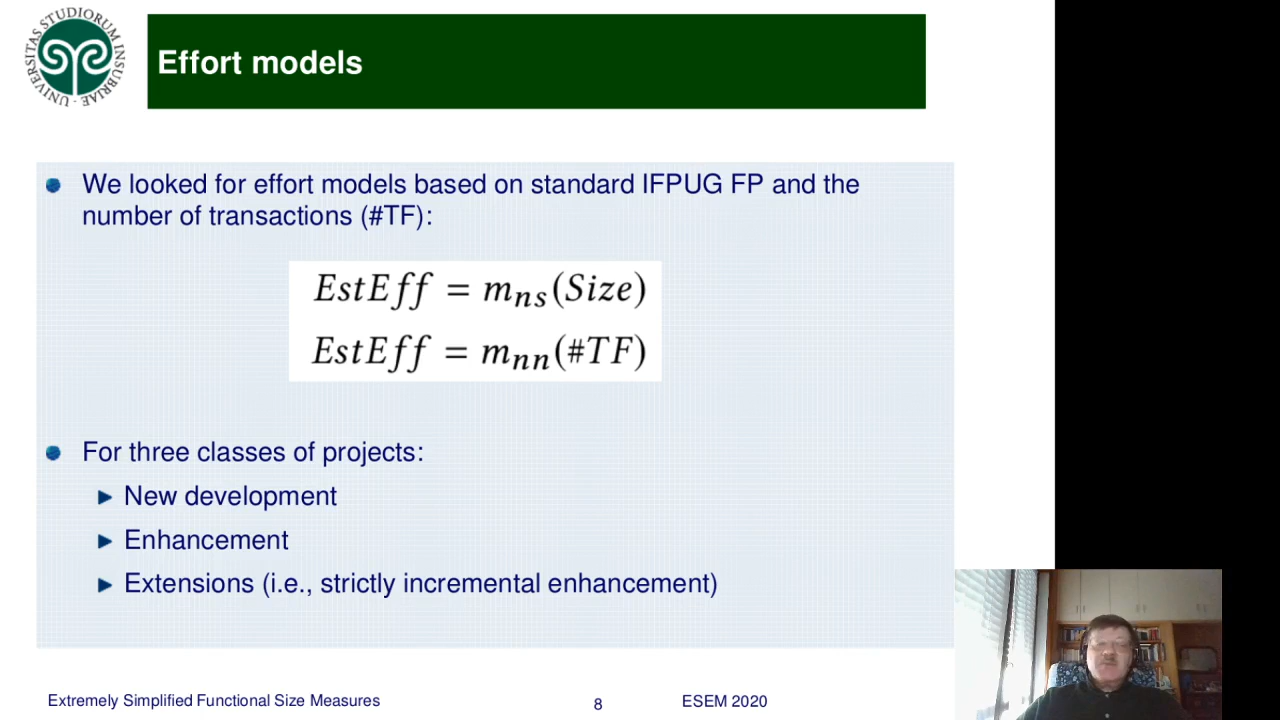 UNIVERSITAS STUDIORUM INSUBRIAE
Effort models
We looked for effort models based on standard IFPUG FP and the
number of transactions (#TF):
EstEff = m_ns(Size)
EstEff = m_nn(#TF)
For three classes of projects:
New development
Enhancement
Extensions (i.e., strictly incremental enhancement)
Extremely Simplified Functional Size Measures
8
ESEM 2020